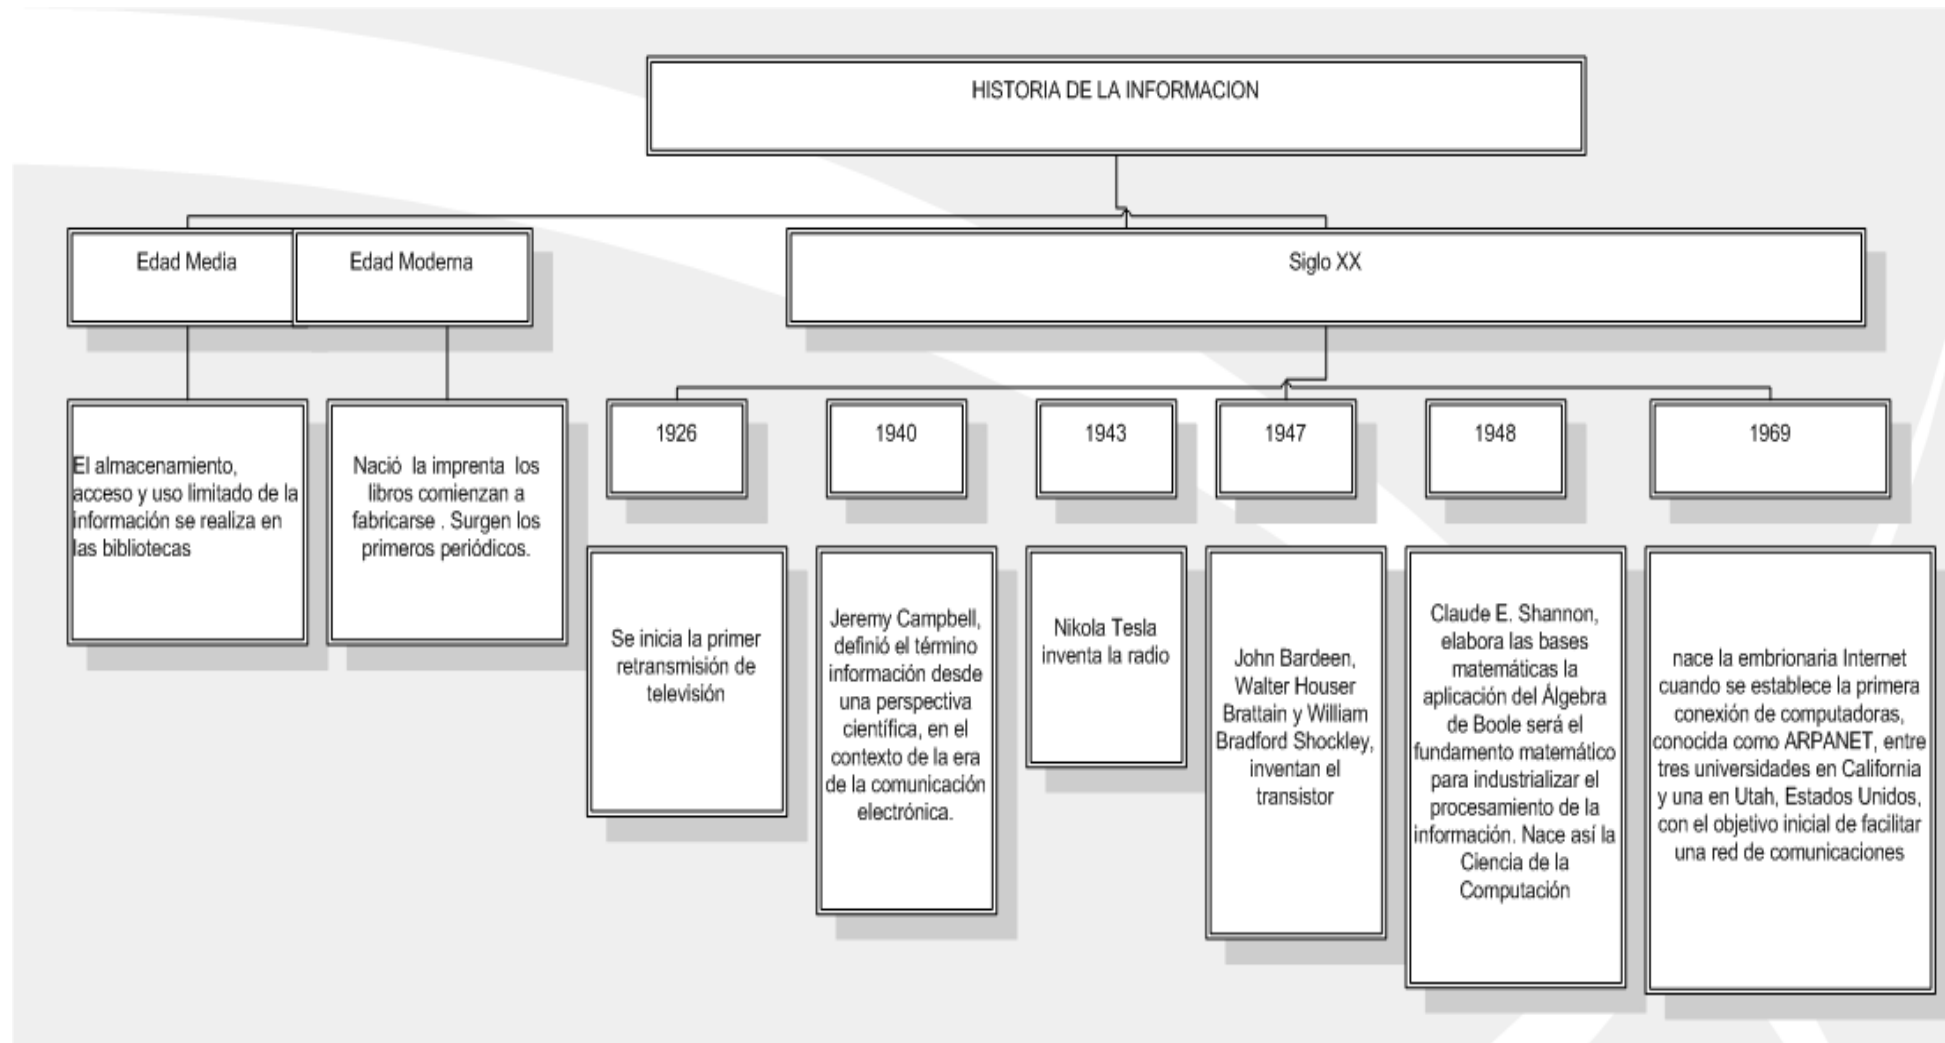 HISTORIA DE LA INFORMACION
Edad Media
Edad Moderna
Siglo XX
El almacenamiento,
acceso y uso limitado de la
información se realiza en
las bibliotecas
Nació la imprenta los
libros comienzan a
fabricarse . Surgen los
primeros periódicos.
1926
1940
1943
1947
1948
1969
Se inicia la primer
retransmisión de
televisión
Jeremy Campbell,
definió el término
información desde
una perspectiva
científica, en el
contexto de la era
de la comunicación
electrónica.
Nikola Tesla
inventa la radio
John Bardeen,
Walter Houser
Brattain y William
Bradford Shockley,
inventan el
transistor
Claude E. Shannon,
elabora las bases
matemáticas la
aplicación del Álgebra
de Boole será el
fundamento matemático
para industrializar el
procesamiento de la
información. Nace así la
Ciencia de la
Computación
nace la embrionaria Internet
cuando se establece la primera
conexión de computadoras,
conocida como ARPANET, entre
tres universidades en California
y una en Utah, Estados Unidos,
con el objetivo inicial de facilitar
una red de comunicaciones